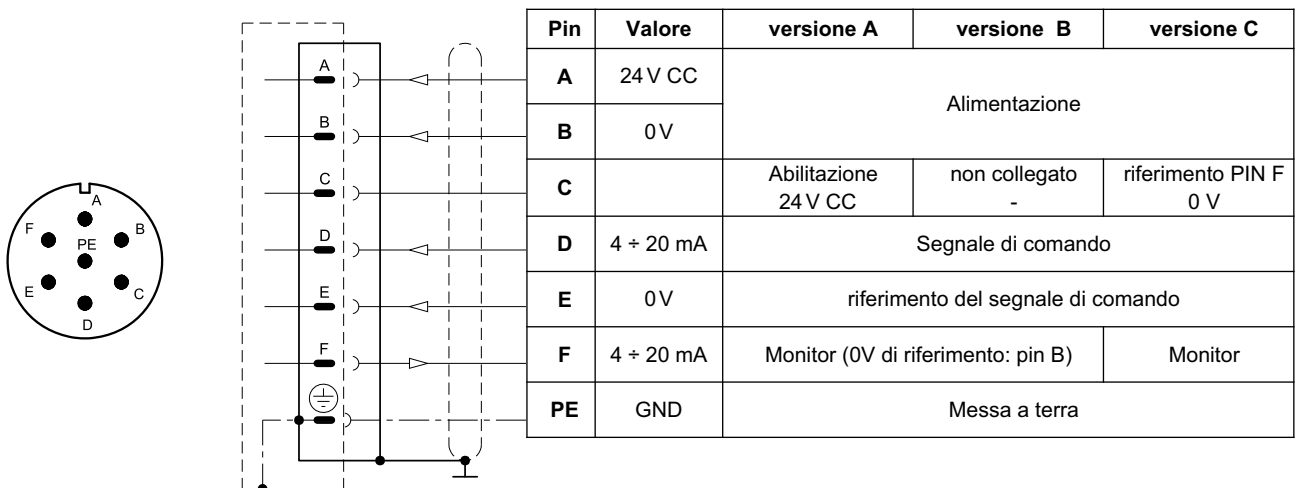 A
B
C
D
E
F
PE
A
B
C
D
E
F
Pin Valore versione A versione B versione C
A 24 V CC Alimentazione
B 0 V
C Abilitazione 24 V CC non collegato - riferimento PIN F 0 V
D 4 ÷ 20 mA Segnale di comando
E 0 V riferimento del segnale di comando
F 4 ÷ 20 mA Monitor (0V di riferimento: pin B) Monitor
PE GND Messa a terra